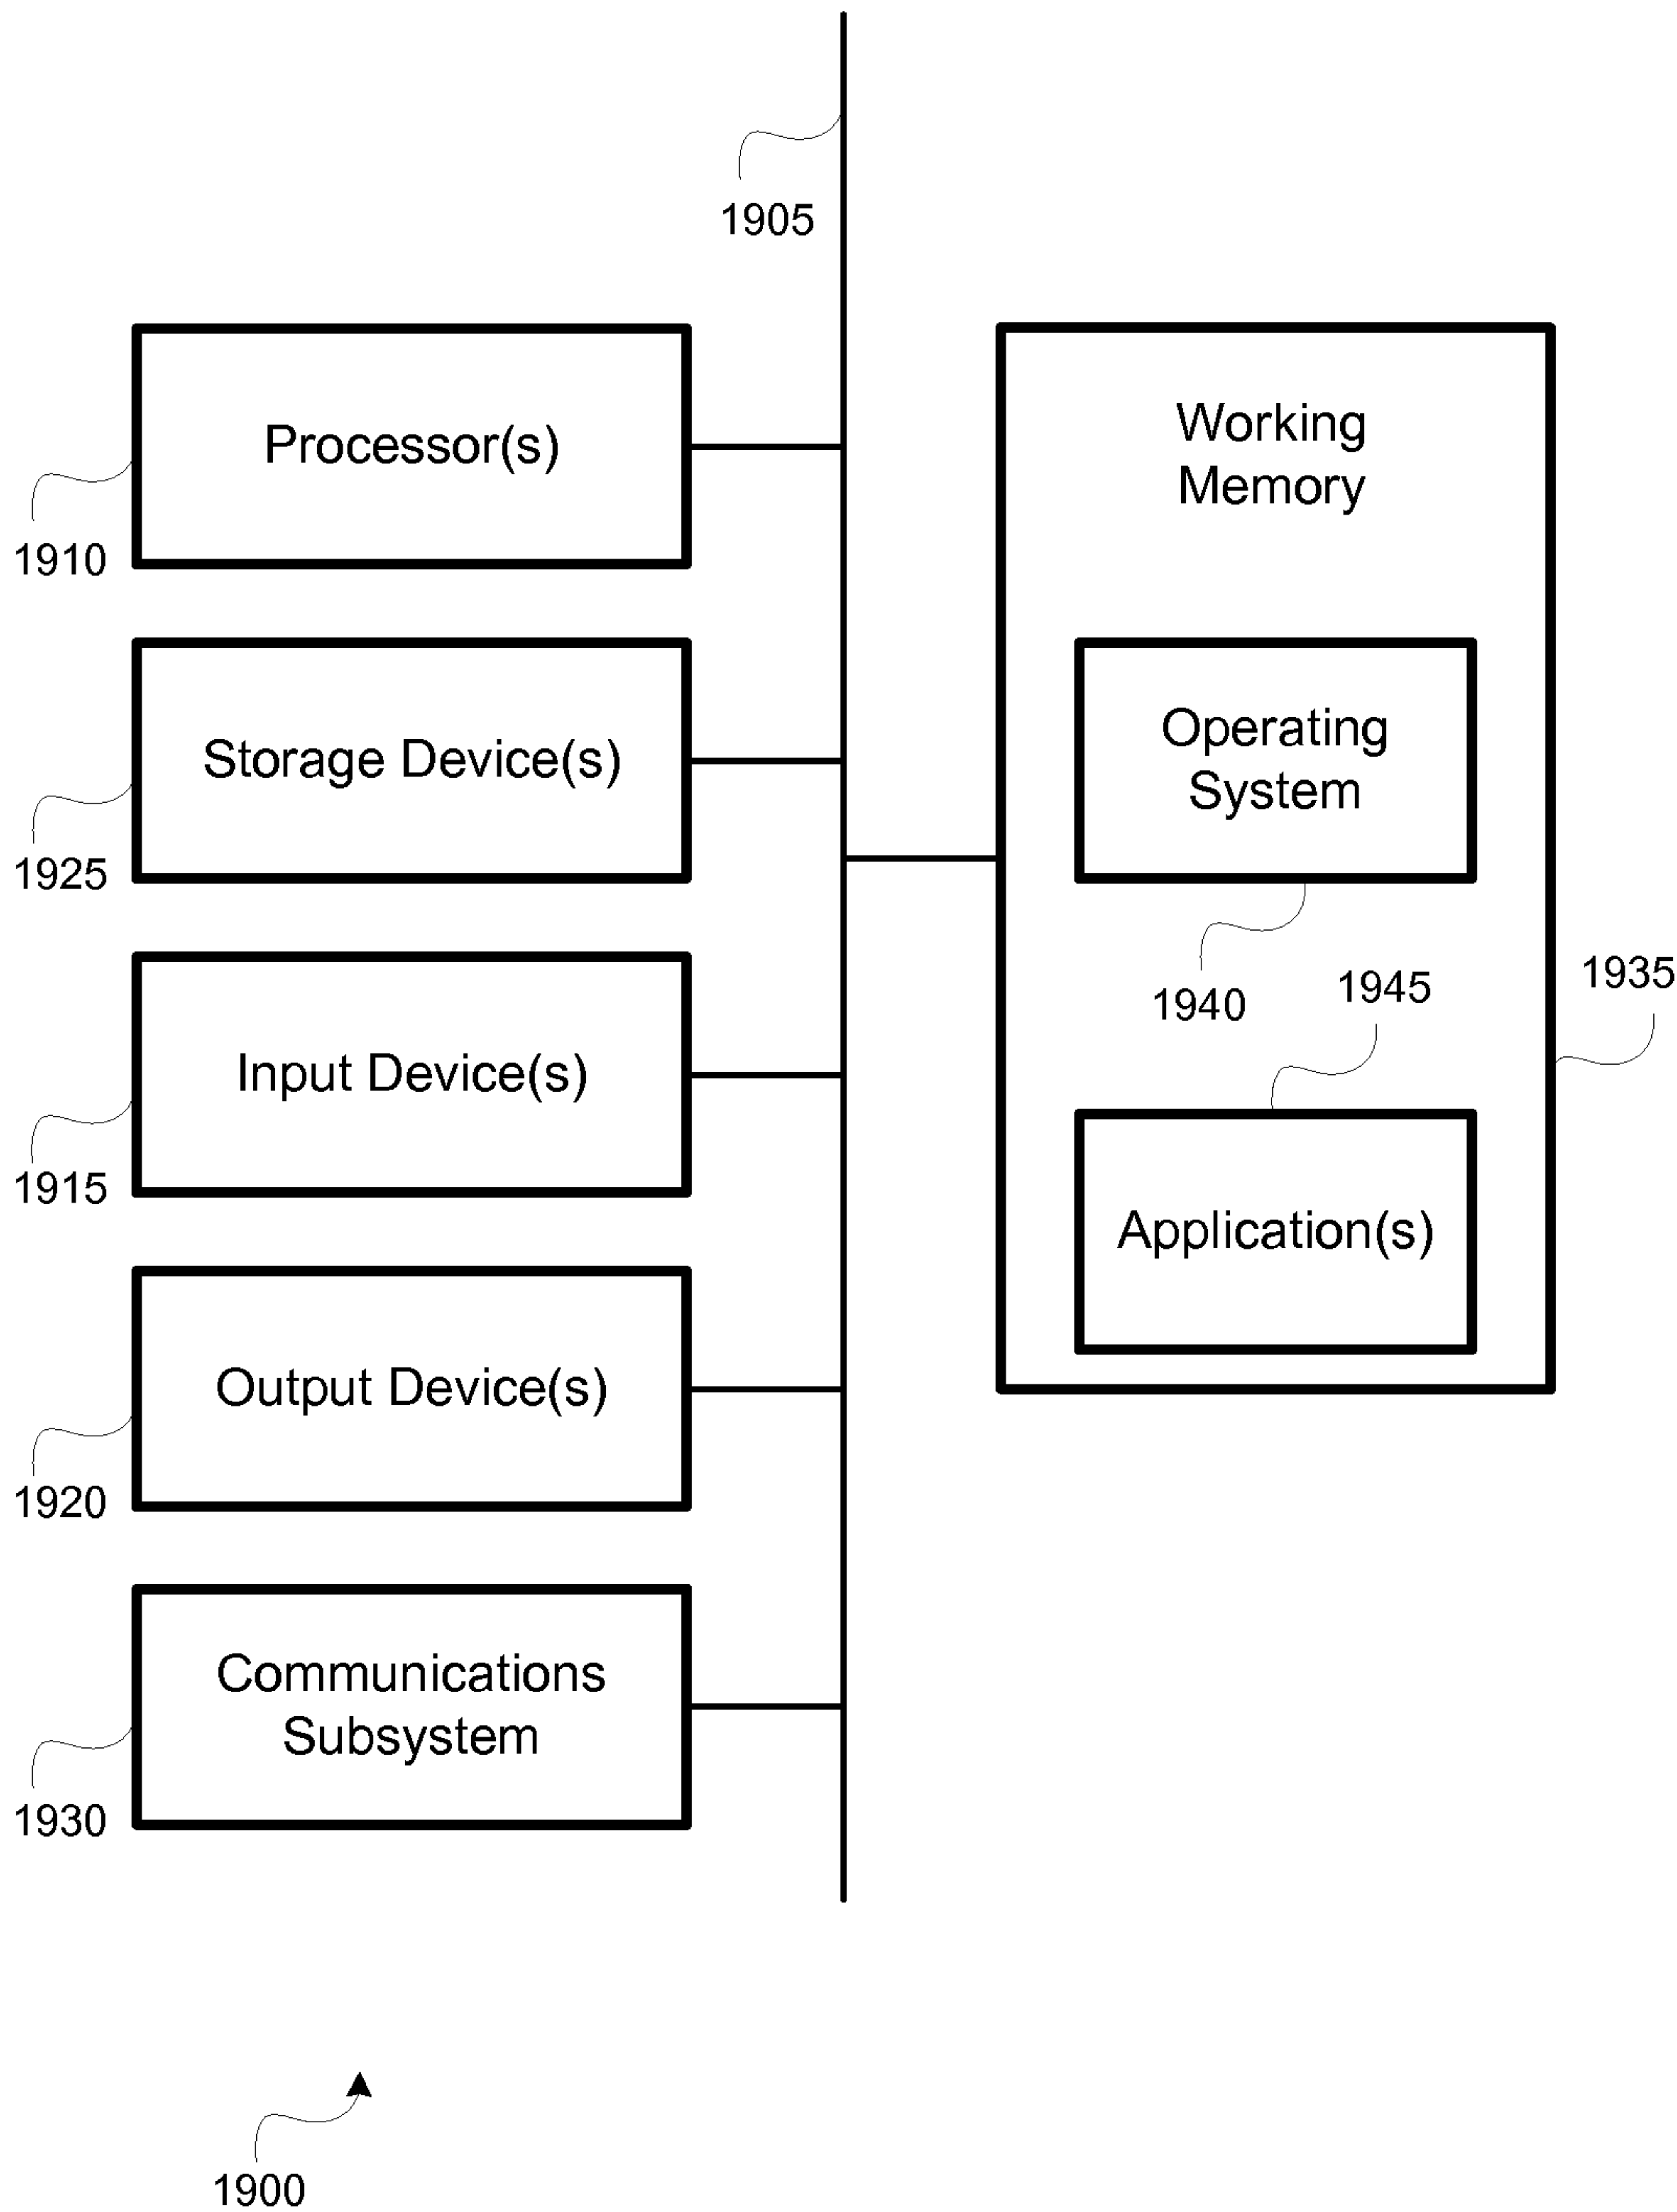 1905
Processor(s)
1910
Working
Memory
Storage Device(s)
1925
Operating
System
1940
1945
1935
Input Device(s)
1915
Application(s)
Output Device(s)
1920
Communications
Subsystem
1930
1900